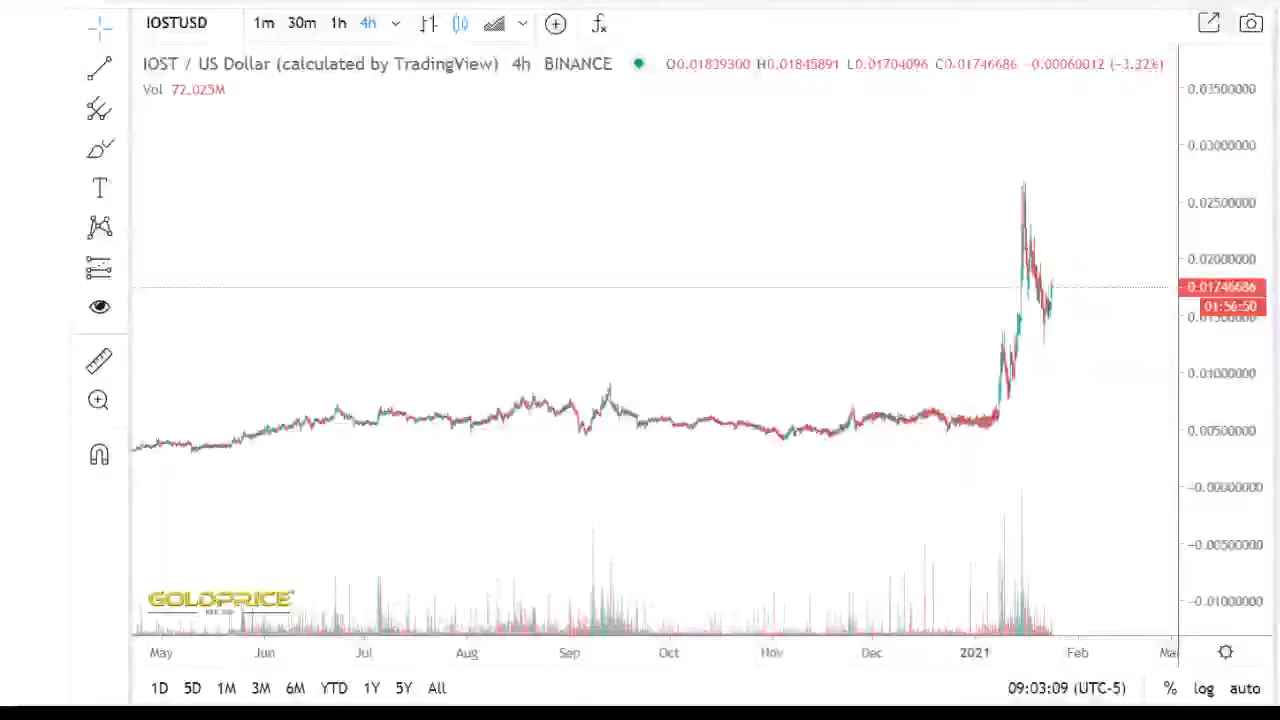 IOSTUSD 1m 30m 1h 4h
IOST / US Dollar (calculated by TradingView) 4h BINANCE O0.01839300 H0.01845891 L0.01704096 C0.01746686 −0.00060012 (−3.32%)
Vol 72.025M
0.03500000
0.03000000
0.02500000
0.02000000
0.01746686
01:56:50
0.01500000
0.01000000
0.00500000
−0.00000000
−0.00500000
−0.01000000
GOLDPRICE
May Jun Jul Aug Sep Oct Nov Dec 2021 Feb Ma
1D 5D 1M 3M 6M YTD 1Y 5Y All 09:03:09 (UTC-5) % log auto